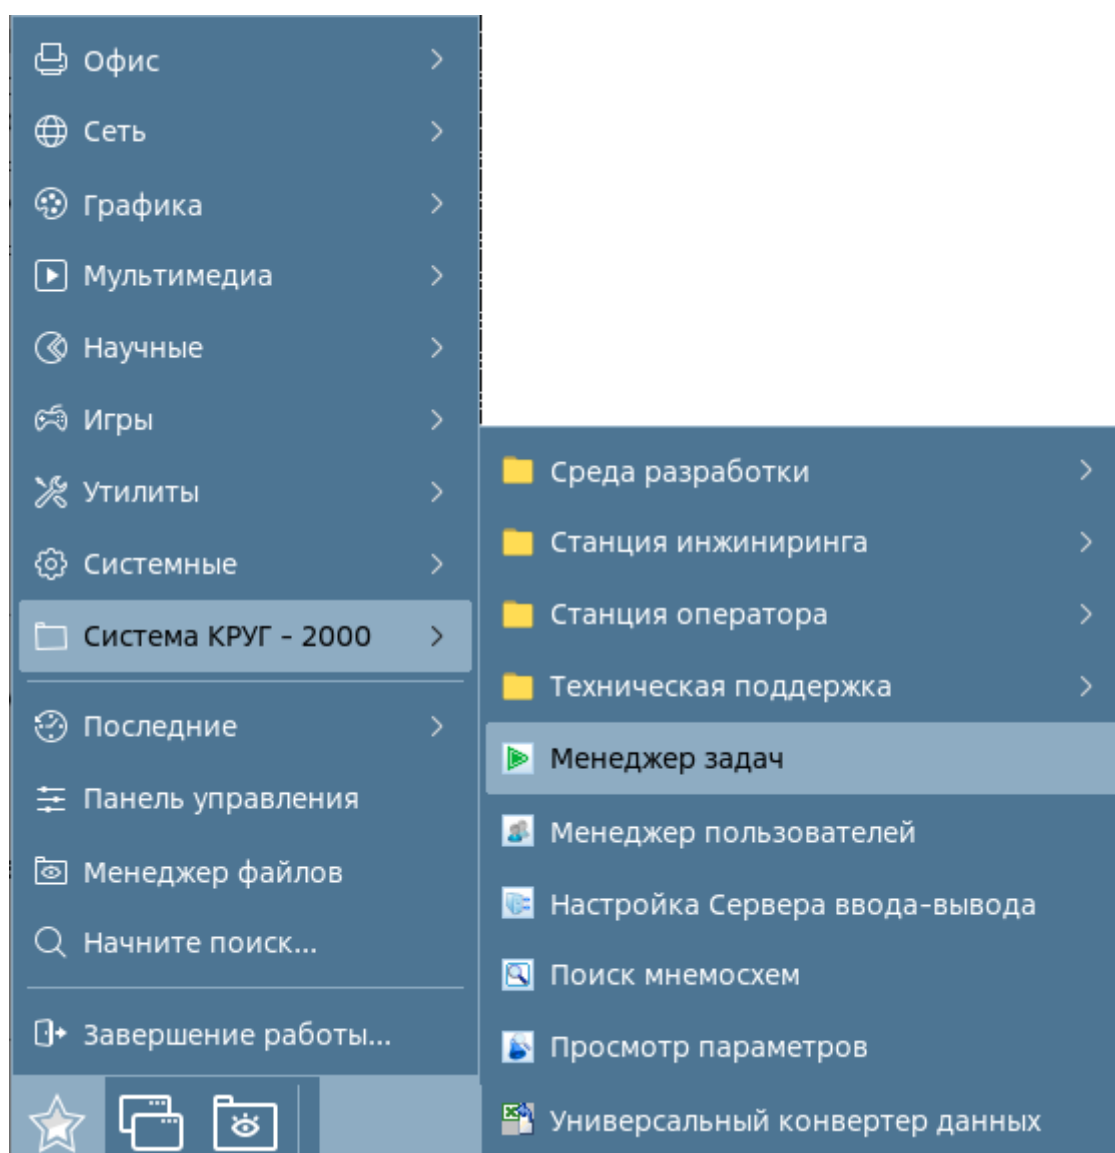 Офис
Сеть
Графика
Мультимедиа
Научные
Игры
Утилиты
Системные
Система КРУГ - 2000
Последние
Панель управления
Менеджер файлов
Начните поиск...
Завершение работы...
Среда разработки
Станция инжиниринга
Станция оператора
Техническая поддержка
Менеджер задач
Менеджер пользователей
Настройка Сервера ввода-вывода
Поиск мнемосхем
Просмотр параметров
Универсальный конвертер данных